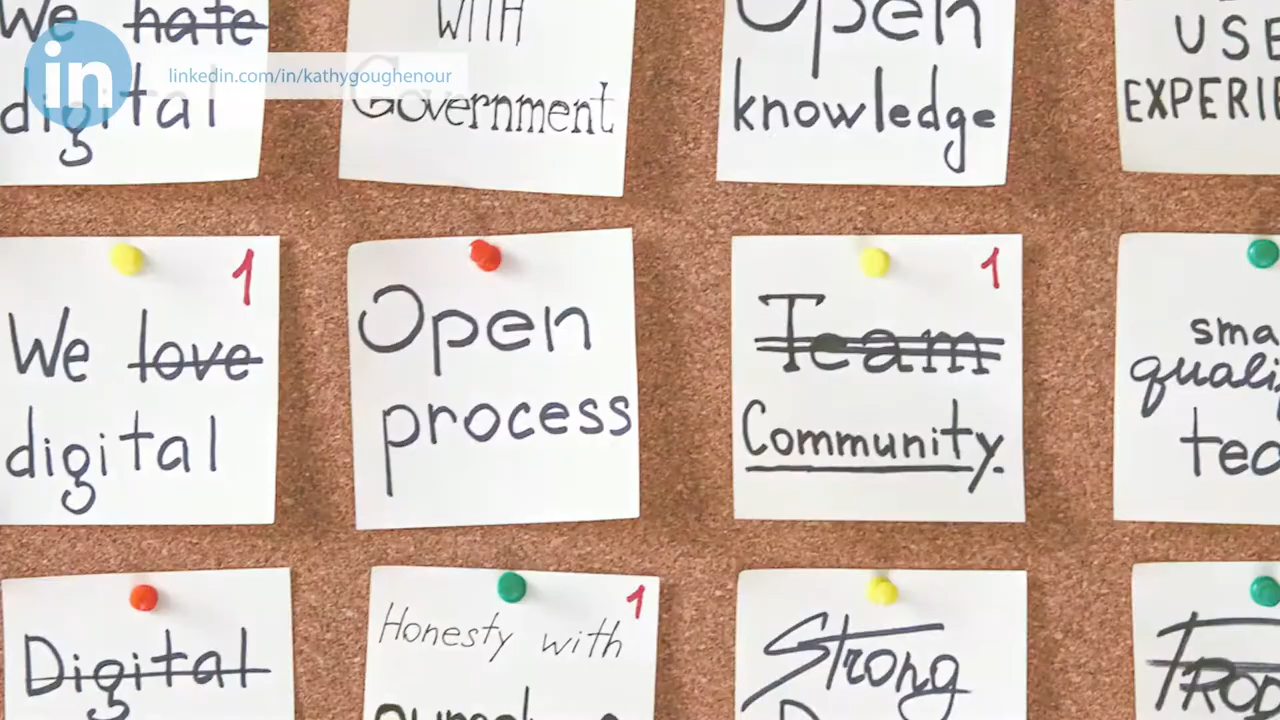 We hate
digital
in
linkedin.com/in/kathygoughenour
WITH
Government
Open
knowledge
USE
EXPERIE
1
We love
digital
Open
process
1
Team
Community.
sma
quali
tea
Digital
1
Honesty with
Strong